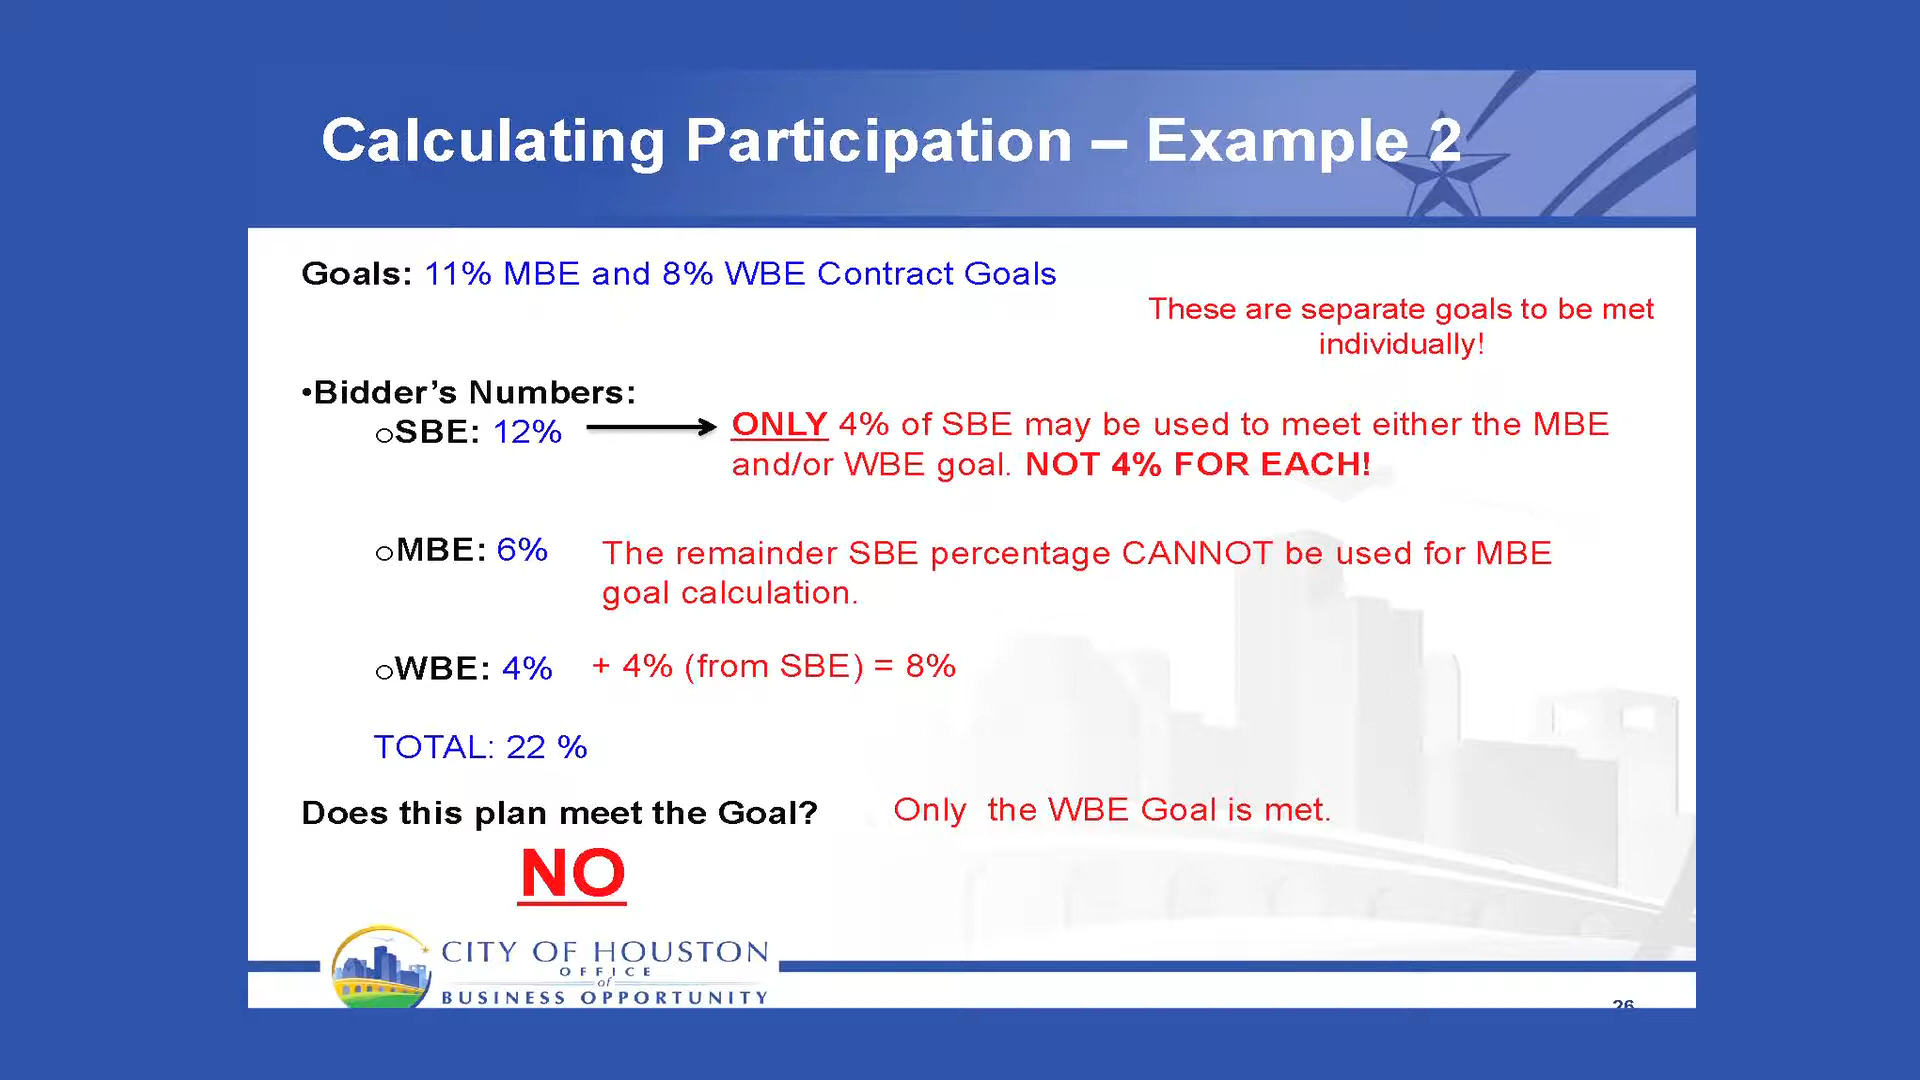 Calculating Participation – Example 2
Goals: 11% MBE and 8% WBE Contract Goals
These are separate goals to be met
individually!
•Bidder's Numbers:
oSBE: 12%
ONLY 4% of SBE may be used to meet either the MBE
and/or WBE goal. NOT 4% FOR EACH!
oMBE: 6%
The remainder SBE percentage CANNOT be used for MBE
goal calculation.
oWBE: 4% + 4% (from SBE) = 8%
TOTAL: 22 %
Does this plan meet the Goal? Only the WBE Goal is met.
NO
CITY OF HOUSTON
OFFICE
of
BUSINESS OPPORTUNITY
26